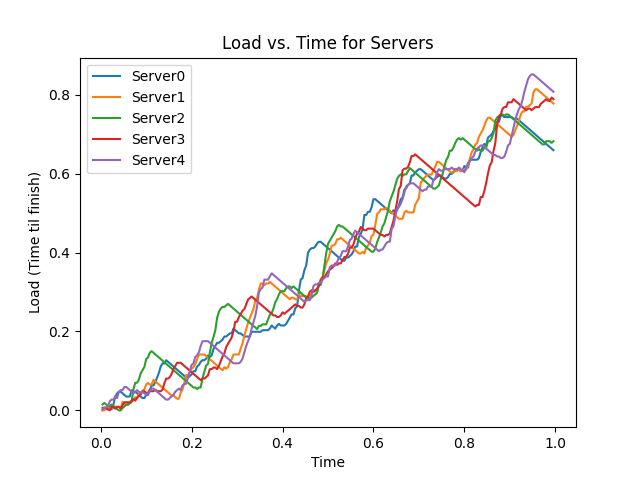 Load vs. Time for Servers
Server0
Server1
Server2
Server3
Server4
Load (Time til finish)
0.8
0.6
0.4
0.2
0.0
0.0 0.2 0.4 0.6 0.8 1.0
Time